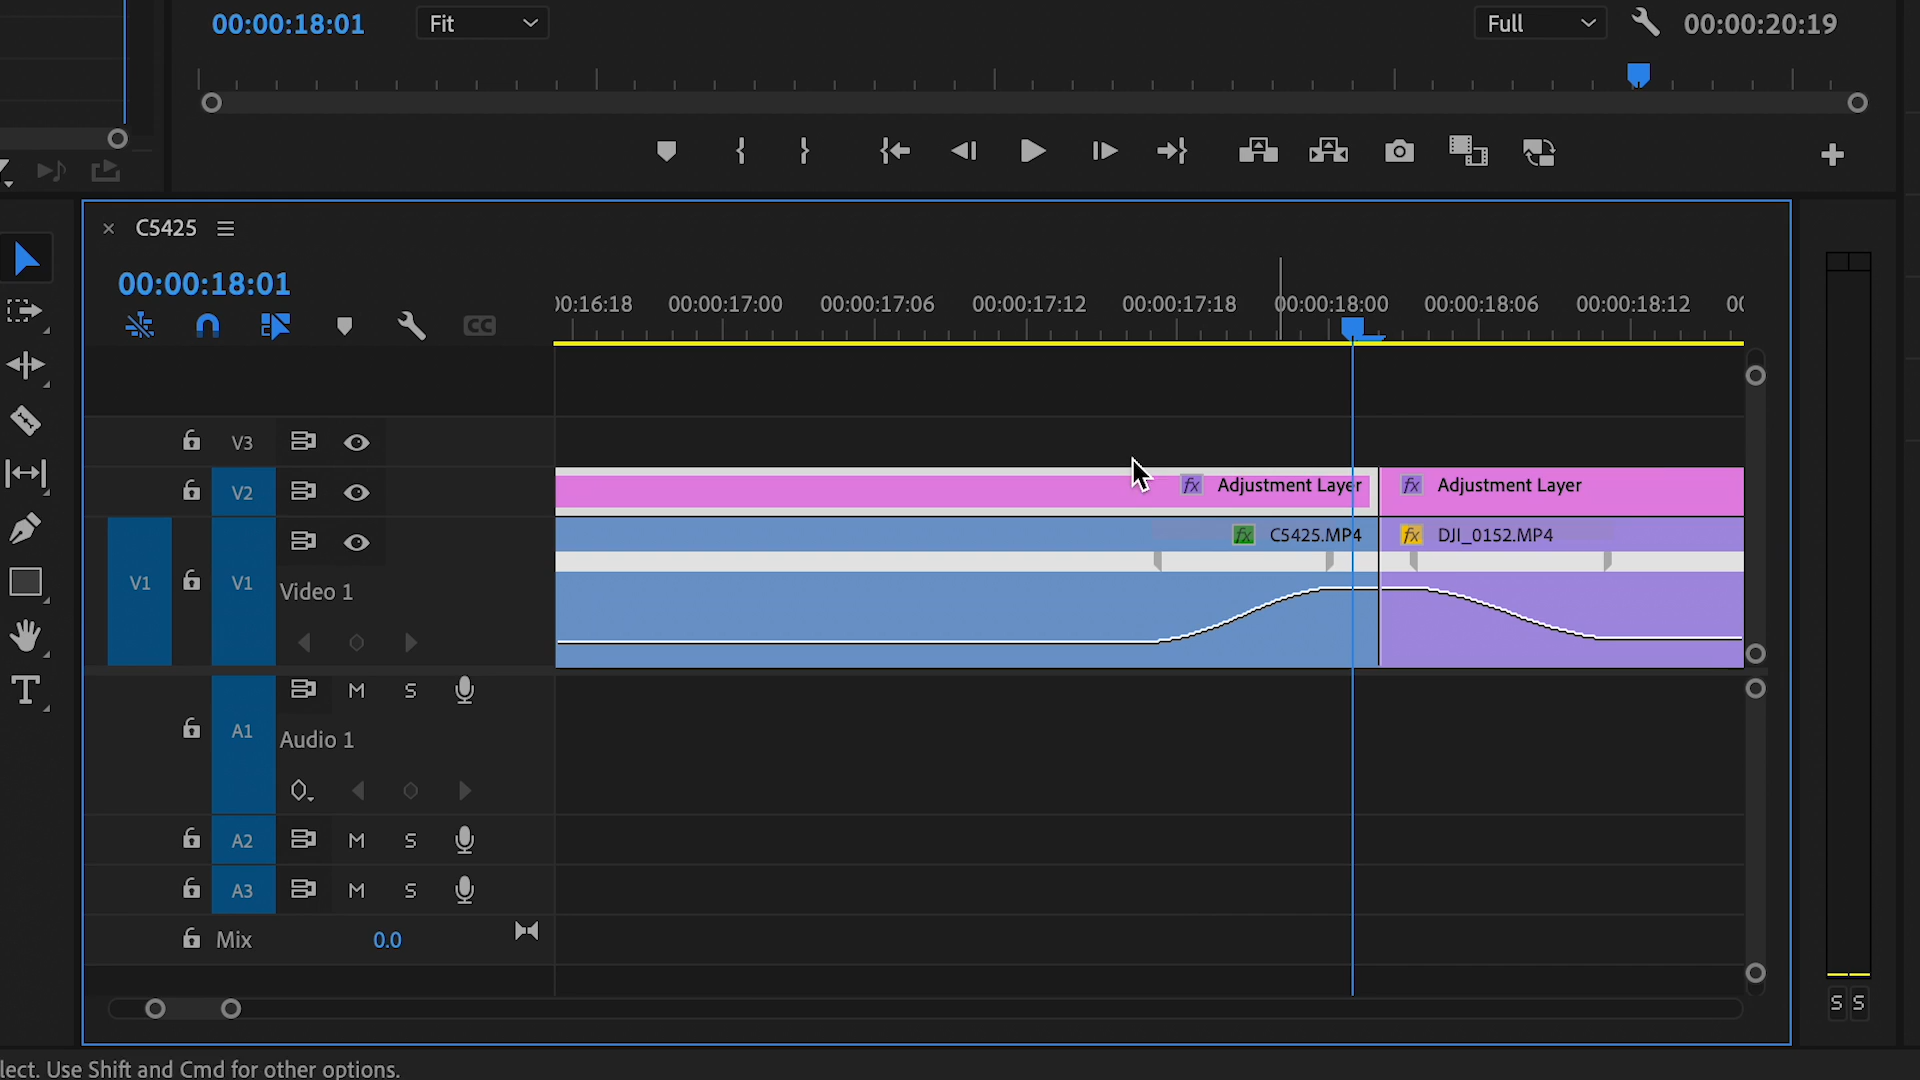 00:00:18:01
Fit
Full
00:00:20:19
× C5425
00:00:18:01
CC
00:16:18
00:00:17:00
00:00:17:06
00:00:17:12
00:00:17:18
00:00:18:00
00:00:18:06
00:00:18:12
V3
V2
fx Adjustment Layer
fx Adjustment Layer
fx C5425.MP4
fx DJI_0152.MP4
V1
V1
Video 1
A1
M S
Audio 1
A2 M S
A3 M S
Mix 0.0
S S
lect. Use Shift and Cmd for other options.
T